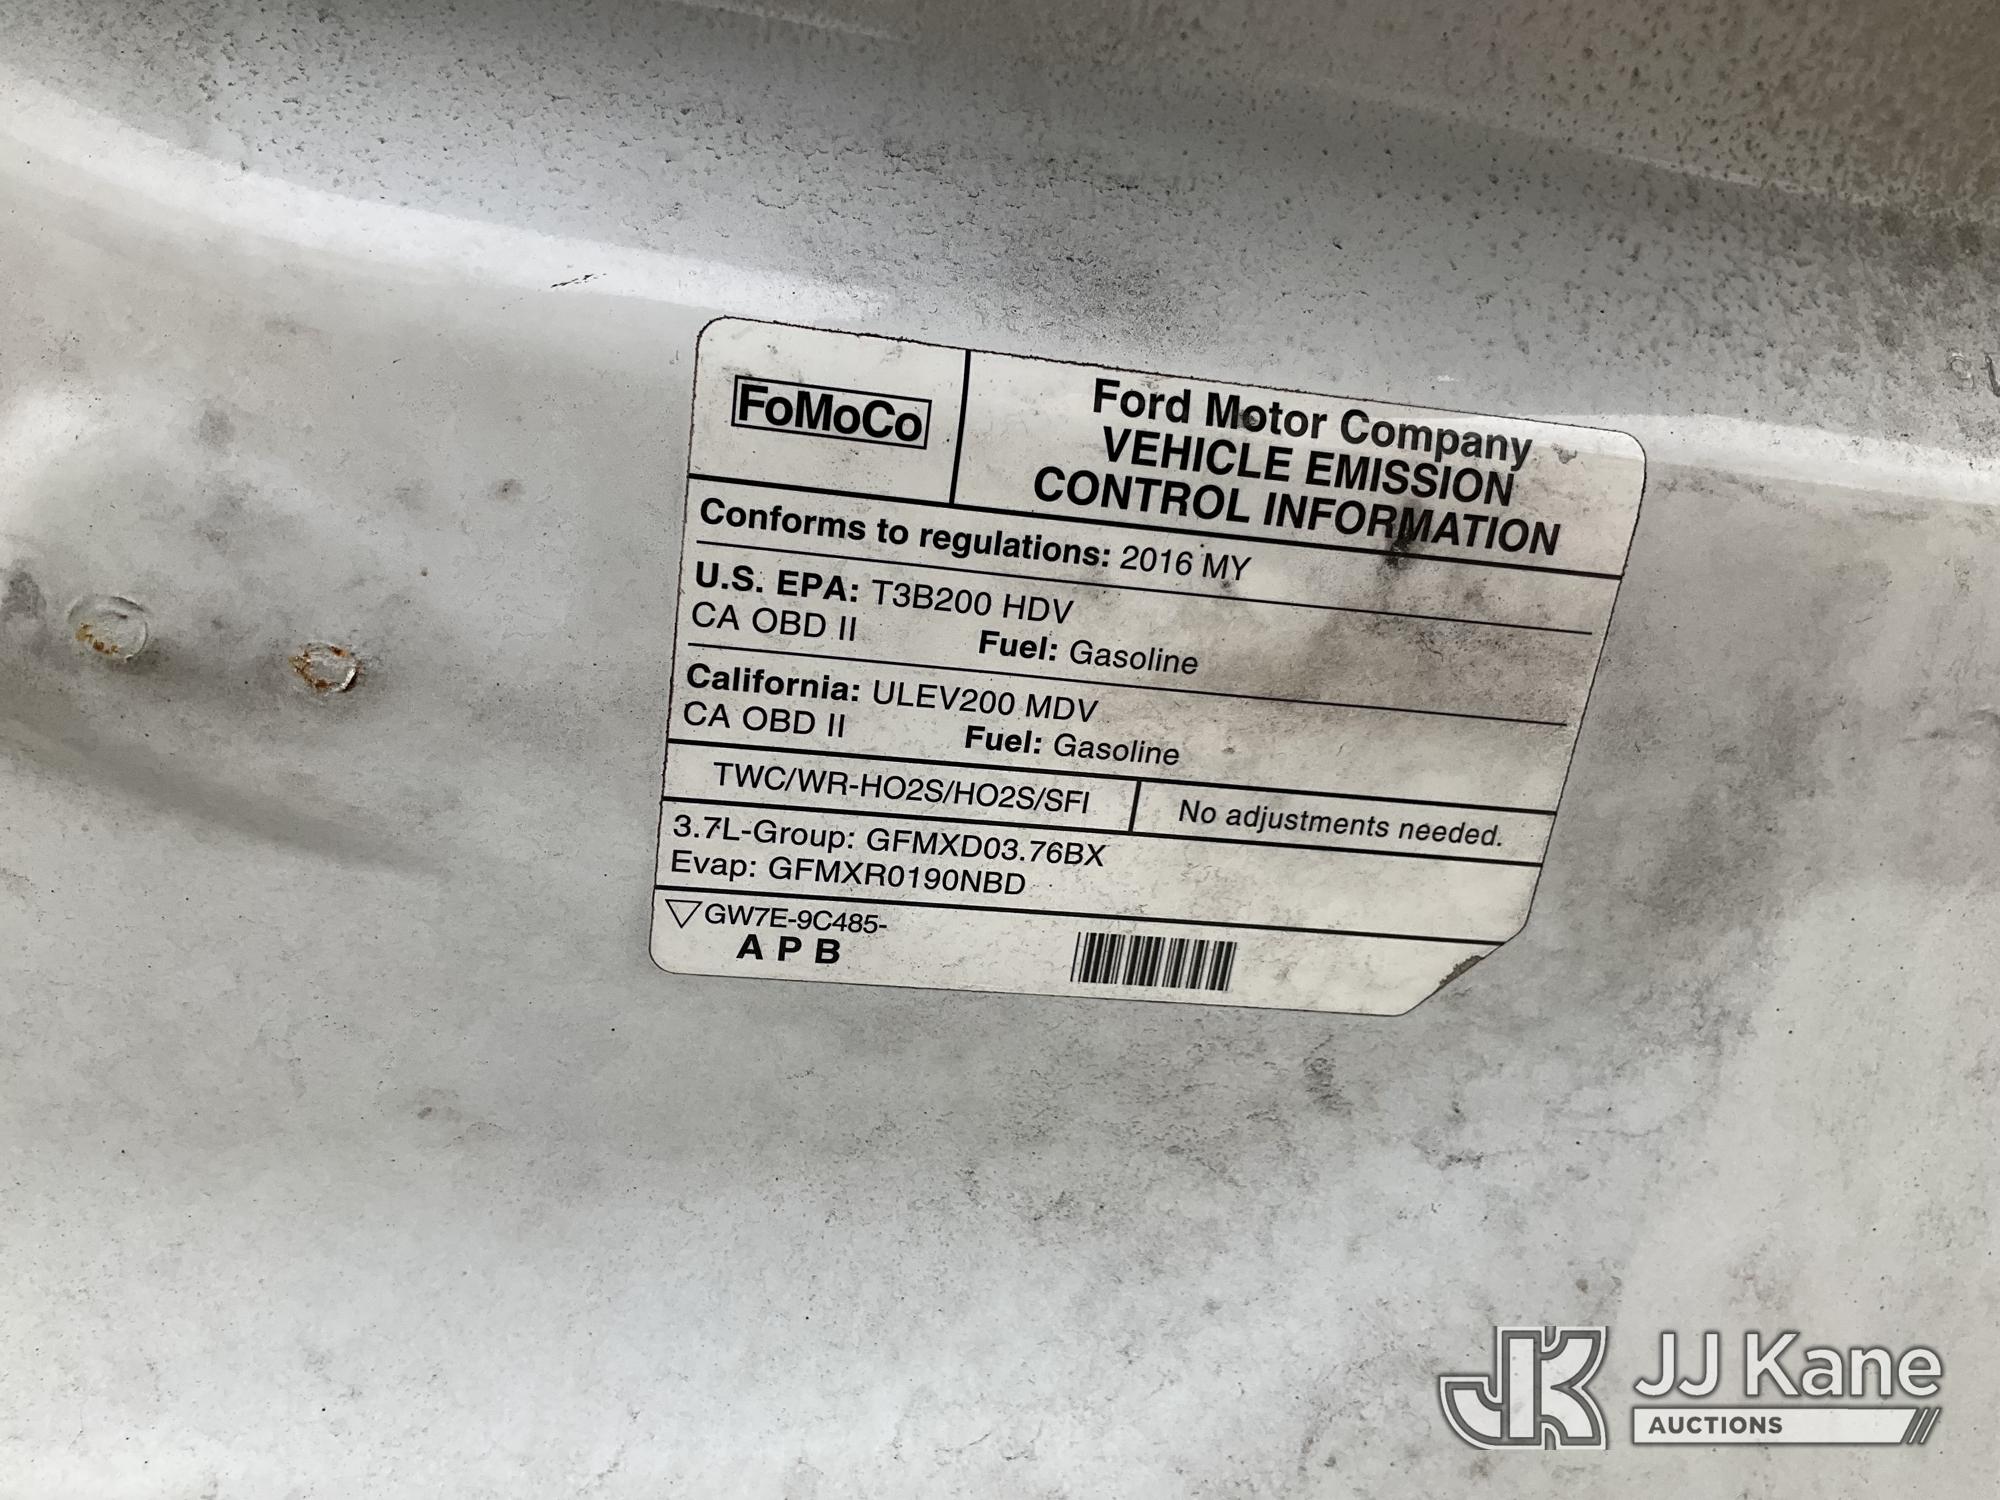 FoMoCo
Ford Motor Company
VEHICLE EMISSION
CONTROL INFORMATION
Conforms to regulations: 2016 MY
U.S. EPA: T3B200 HDV
CA OBD II Fuel: Gasoline
California: ULEV200 MDV
CA OBD II Fuel: Gasoline
TWC/WR-HO2S/HO2S/SFI
No adjustments needed.
3.7L-Group: GFMXD03.76BX
Evap: GFMXR0190NBD
GW7E-9C485-
A P B
JK
JJ Kane
AUCTIONS